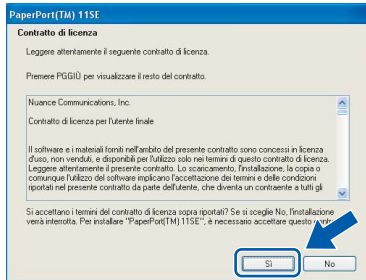 PaperPort(TM) 11SE
Contratto di licenza
Leggere attentamente il seguente contratto di licenza.
Premere PGGIÙ per visualizzare il resto del contratto.
Nuance Communications, Inc.
Contratto di licenza per l'utente finale
Il software e i materiali forniti nell'ambito del presente contratto sono concessi in licenza
d'uso, non venduti, e disponibili per l'utilizzo solo nei termini di questo contratto di licenza.
Leggere attentamente il presente contratto. Lo scaricamento, l'installazione, la copia o
comunque l'utilizzo del software implicano l'accettazione dei termini e delle condizioni
riportati nel presente contratto da parte dell'utente, che diventa un contraente a tutti gli
Si accettano i termini del contratto di licenza sopra riportati? Se si sceglie No, l'installazione
verrà interrotta. Per installare "PaperPort(TM) 11SE", è necessario accettare questo
Sì
No